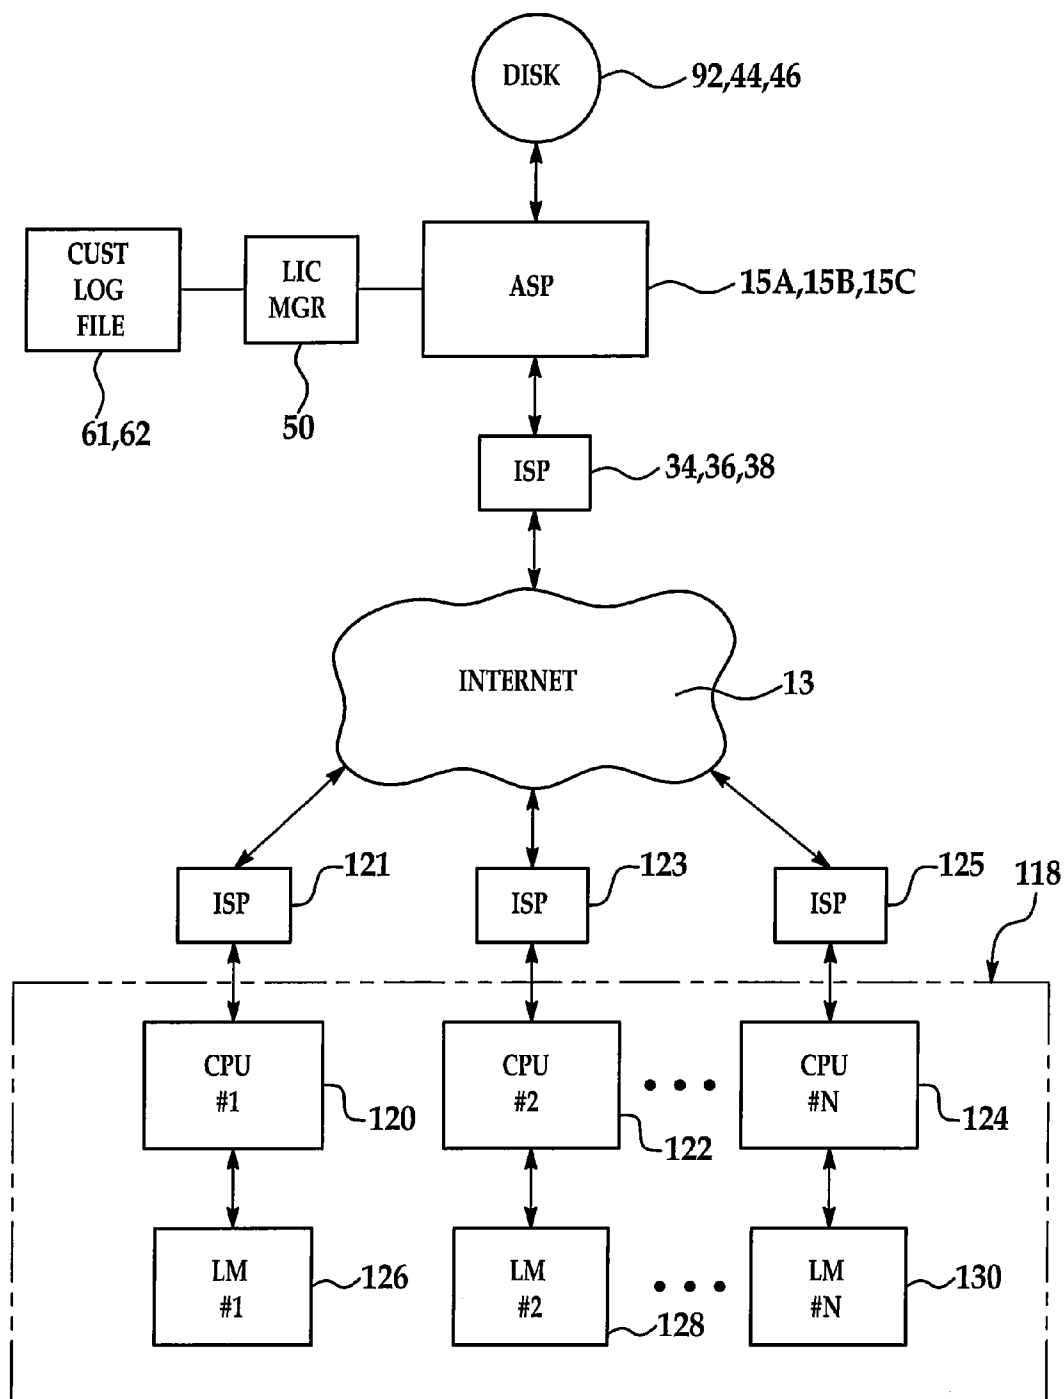 DISK
92,44,46
CUST
LOG
FILE
LIC
MGR
ASP
15A,15B,15C
61,62
50
ISP
34,36,38
INTERNET
13
121
123
125
118
ISP
ISP
ISP
CPU
#1
CPU
#2
CPU
#N
120
122
124
LM
#1
LM
#2
LM
#N
126
128
130